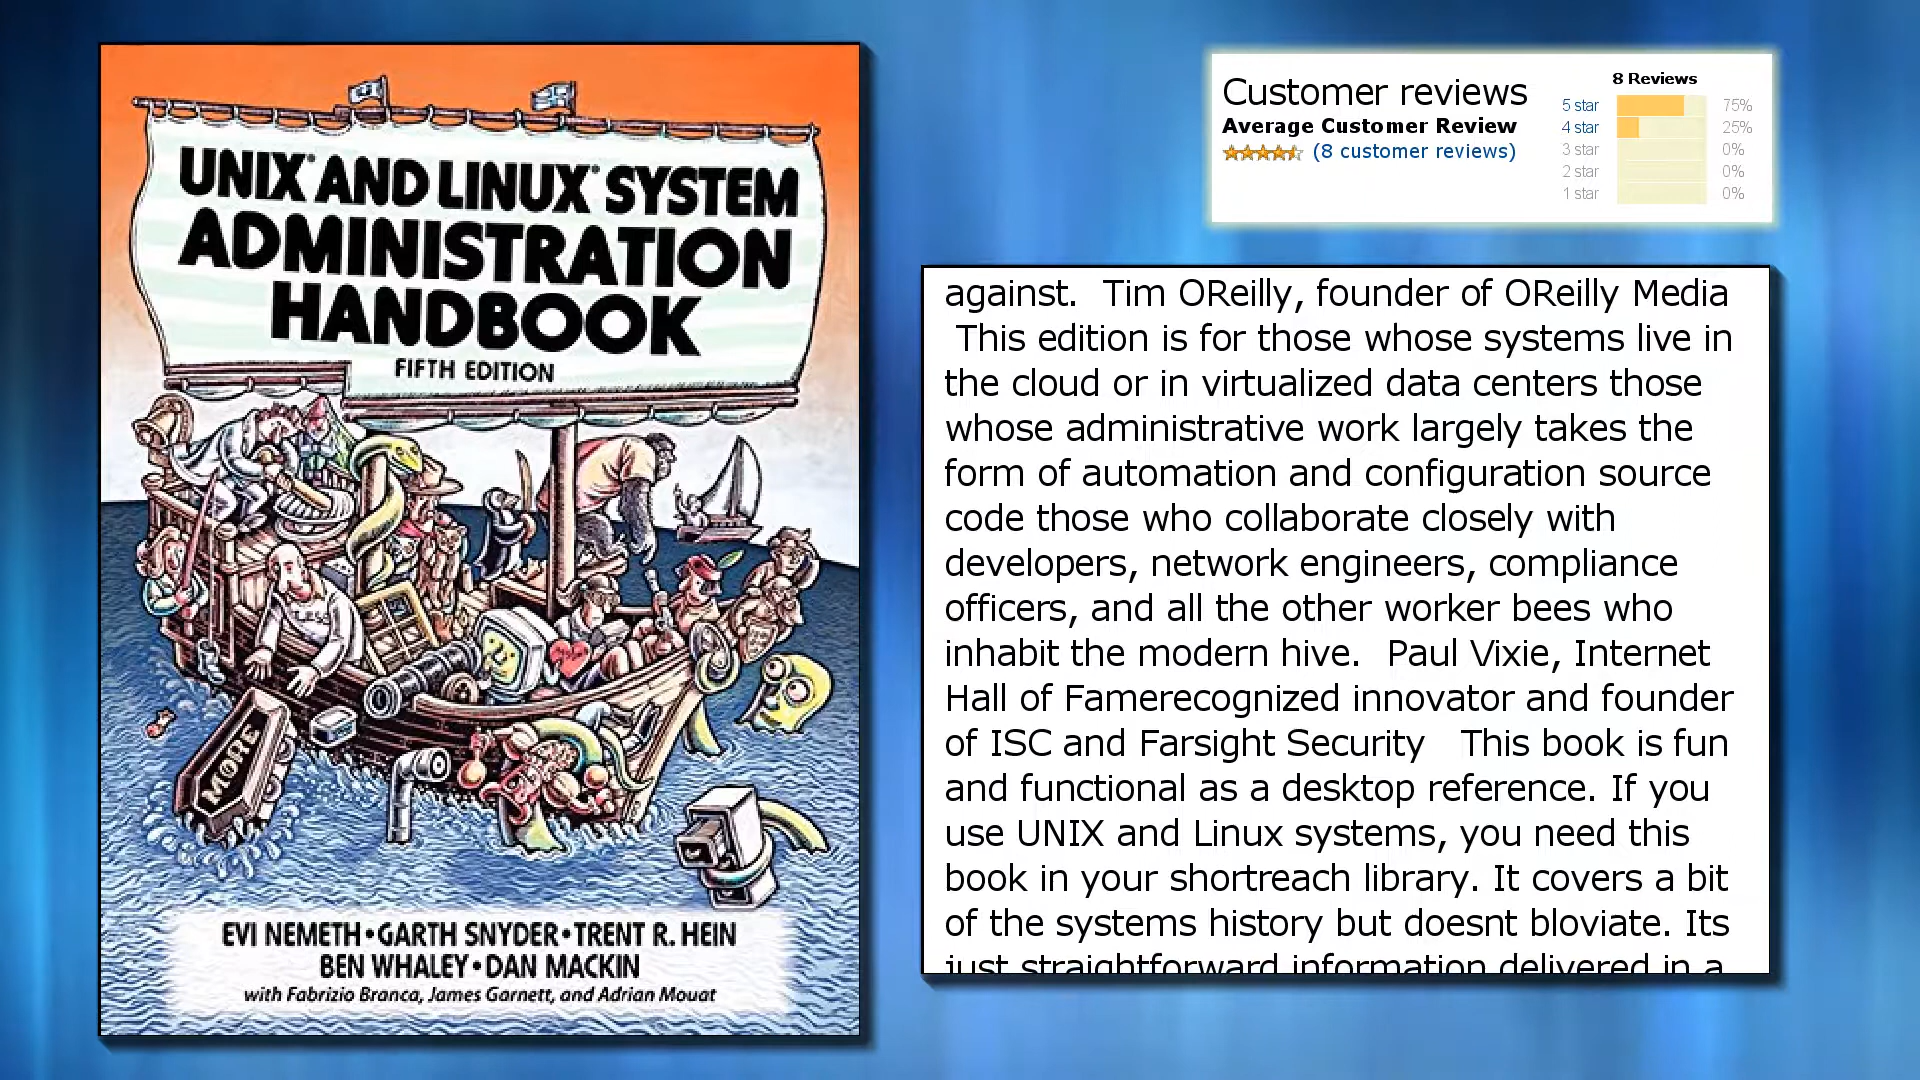 UNIX® AND LINUX® SYSTEM
ADMINISTRATION
HANDBOOK
FIFTH EDITION
MORE
EVI NEMETH • GARTH SNYDER • TRENT R. HEIN
BEN WHALEY • DAN MACKIN
with Fabrizio Branca, James Garnett, and Adrian Mouat
Customer reviews
Average Customer Review
(8 customer reviews)
8 Reviews
5 star 75%
4 star 25%
3 star 0%
2 star 0%
1 star 0%
against.  Tim OReilly, founder of OReilly Media
This edition is for those whose systems live in
the cloud or in virtualized data centers those
whose administrative work largely takes the
form of automation and configuration source
code those who collaborate closely with
developers, network engineers, compliance
officers, and all the other worker bees who
inhabit the modern hive.  Paul Vixie, Internet
Hall of Famerecognized innovator and founder
of ISC and Farsight Security   This book is fun
and functional as a desktop reference. If you
use UNIX and Linux systems, you need this
book in your shortreach library. It covers a bit
of the systems history but doesnt bloviate. Its
just straightforward information delivered in a